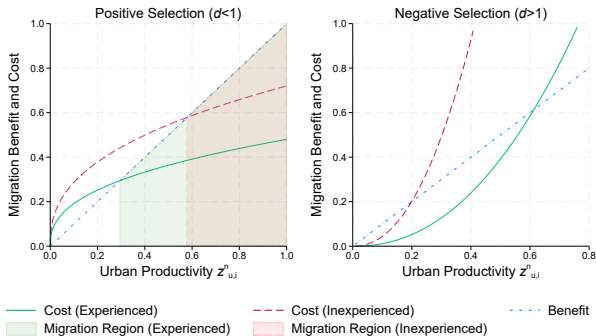 Positive Selection (d<1)
Negative Selection (d>1)
Migration Benefit and Cost
1.0
0.8
0.6
0.4
0.2
0.0
0.0 0.2 0.4 0.6 0.8 1.0
Urban Productivity z^n_{u,i}
Migration Benefit and Cost
1.0
0.8
0.6
0.4
0.2
0.0
0.0 0.2 0.4 0.6 0.8
Urban Productivity z^n_{u,i}
Cost (Experienced)
Cost (Inexperienced)
Benefit
Migration Region (Experienced)
Migration Region (Inexperienced)